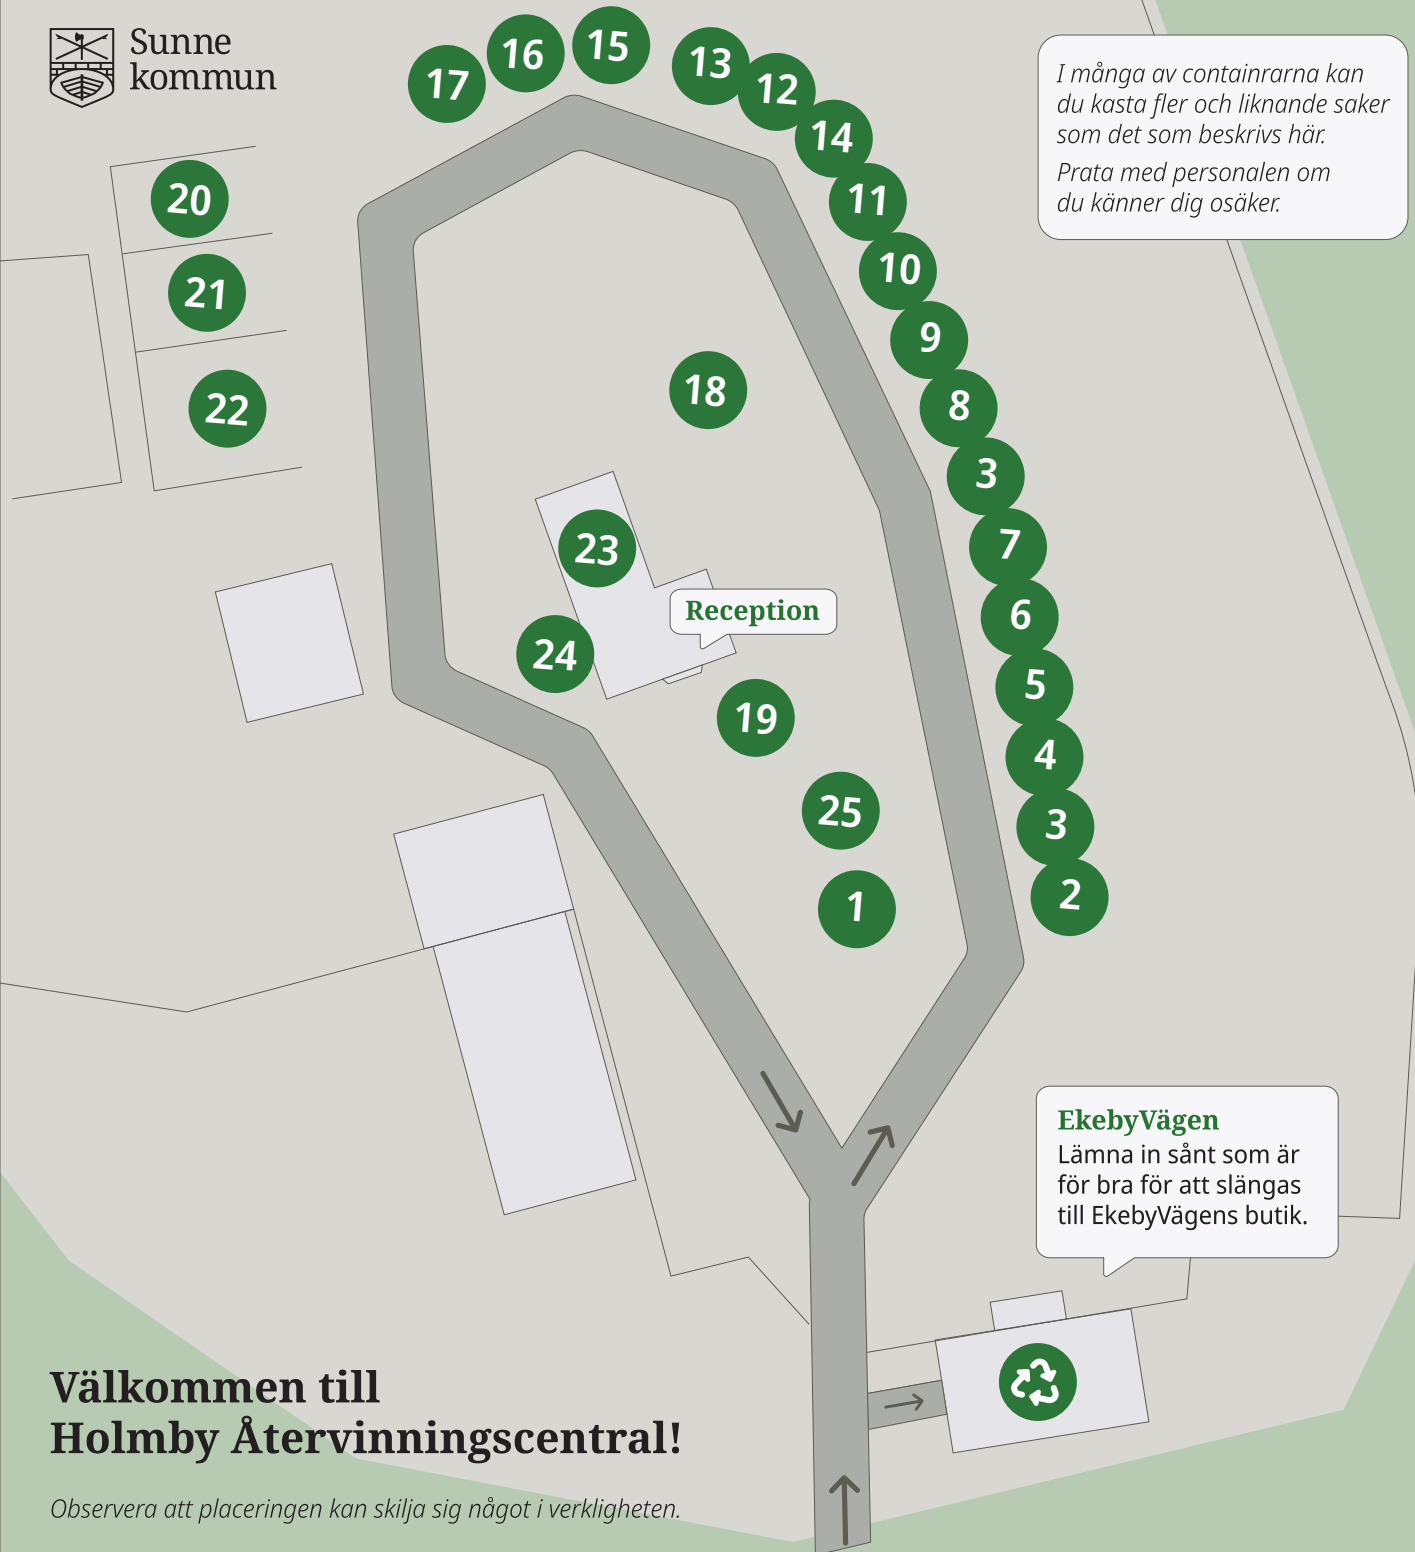 Sunne
kommun
17
16
15
13
12
14
11
10
9
8
3
7
6
5
4
3
2
I många av containrarna kan
du kasta fler och liknande saker
som det som beskrivs här.
Prata med personalen om
du känner dig osäker.
20
21
22
18
23
Reception
24
19
25
1
EkebyVägen
Lämna in sånt som är
för bra för att slängas
till EkebyVägens butik.
Välkommen till
Holmby Återvinningscentral!
Observera att placeringen kan skilja sig något i verkligheten.